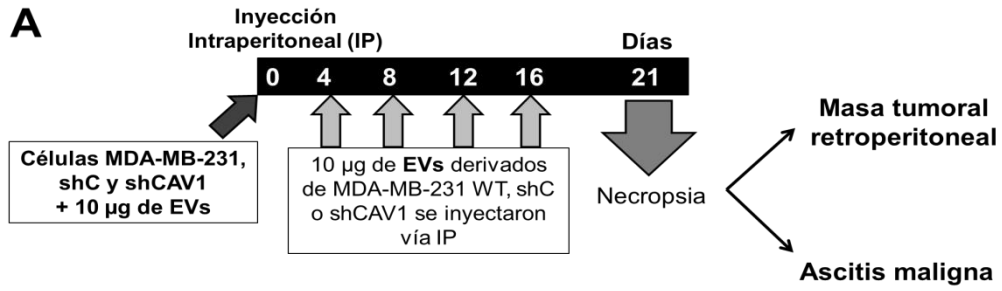 A
Inyección
Intraperitoneal (IP)
Días
0 4 8 12 16 21
Células MDA-MB-231,
shC y shCAV1
+ 10 µg de EVs
10 µg de EVs derivados
de MDA-MB-231 WT, shC
o shCAV1 se inyectaron
vía IP
Necropsia
Masa tumoral
retroperitoneal
Ascitis maligna